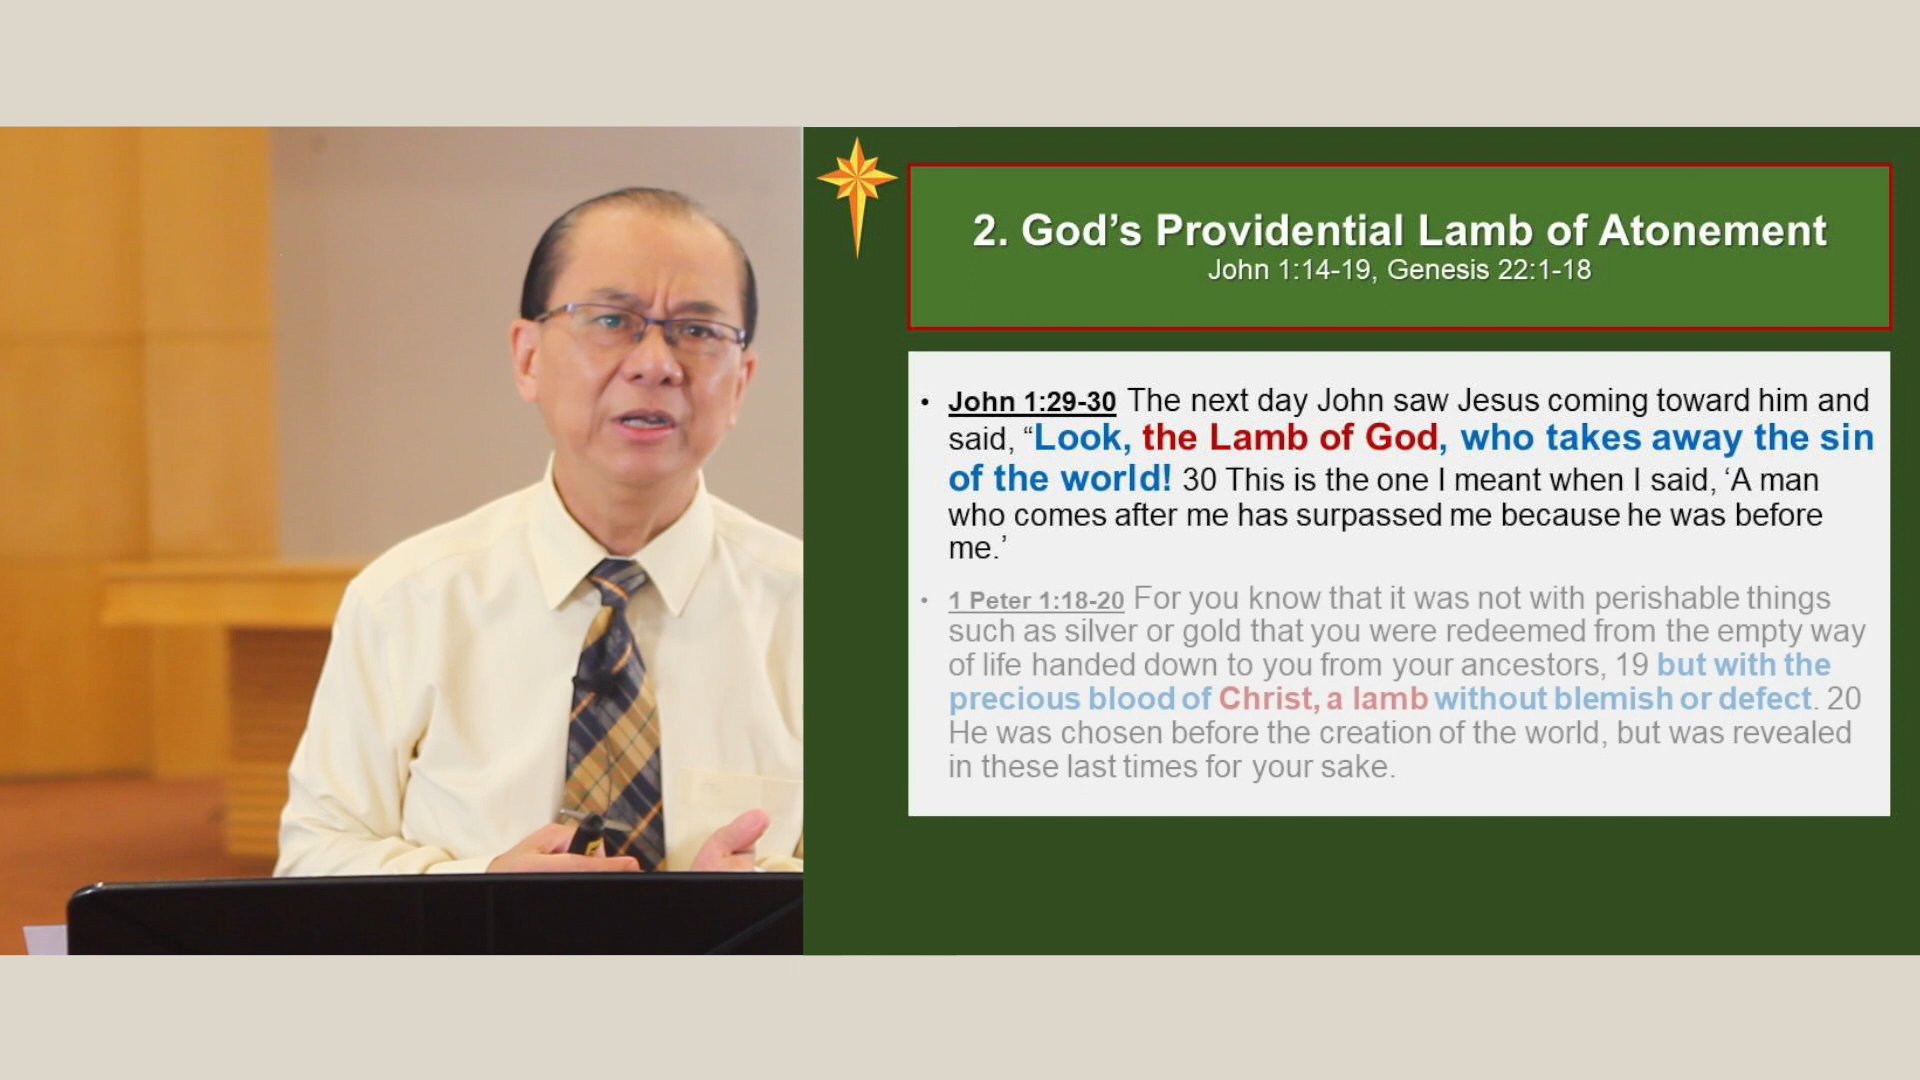 2. God’s Providential Lamb of Atonement
John 1:14-19, Genesis 22:1-18
• John 1:29-30 The next day John saw Jesus coming toward him and
said, “Look, the Lamb of God, who takes away the sin
of the world! 30 This is the one I meant when I said, ‘A man
who comes after me has surpassed me because he was before
me.’
• 1 Peter 1:18-20 For you know that it was not with perishable things
such as silver or gold that you were redeemed from the empty way
of life handed down to you from your ancestors, 19 but with the
precious blood of Christ, a lamb without blemish or defect. 20
He was chosen before the creation of the world, but was revealed
in these last times for your sake.